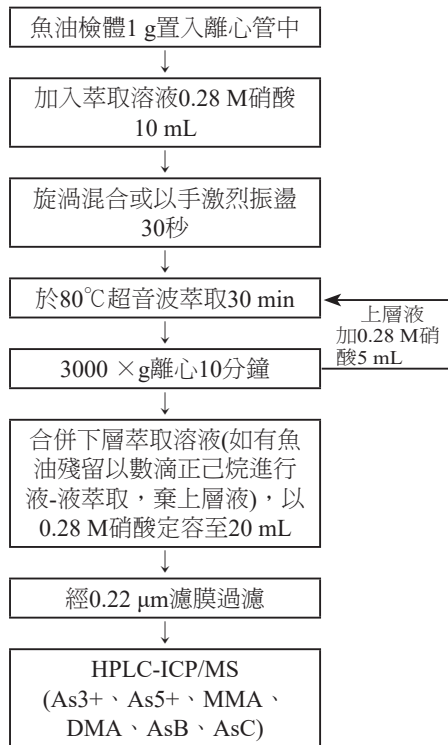 魚油檢體1 g置入離心管中
加入萃取溶液0.28 M硝酸
10 mL
旋渦混合或以手激烈振盪
30秒
於80℃超音波萃取30 min
上層液
加0.28 M硝
酸5 mL
3000 ×g離心10分鐘
合併下層萃取溶液(如有魚
油殘留以數滴正己烷進行
液-液萃取，棄上層液)，以
0.28 M硝酸定容至20 mL
經0.22 μm濾膜過濾
HPLC-ICP/MS
(As3+、As5+、MMA、
DMA、AsB、AsC)